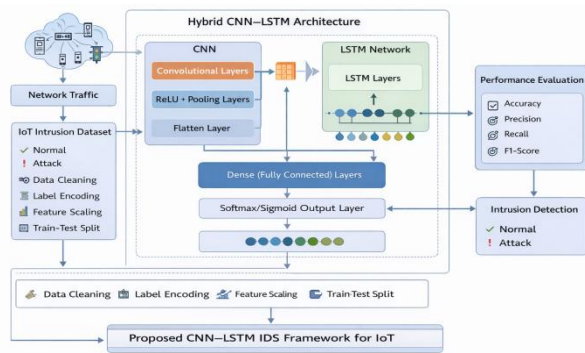 Hybrid CNN–LSTM Architecture
CNN
Convolutional Layers
ReLU + Pooling Layers
Flatten Layer
LSTM Network
LSTM Layers
Network Traffic
IoT Intrusion Dataset
Normal
Attack
Data Cleaning
Label Encoding
Feature Scaling
Train-Test Split
Dense (Fully Connected) Layers
Softmax/Sigmoid Output Layer
Performance Evaluation
Accuracy
Precision
Recall
F1-Score
Intrusion Detection
Normal
Attack
Data Cleaning Label Encoding Feature Scaling Train-Test Split
Proposed CNN–LSTM IDS Framework for IoT